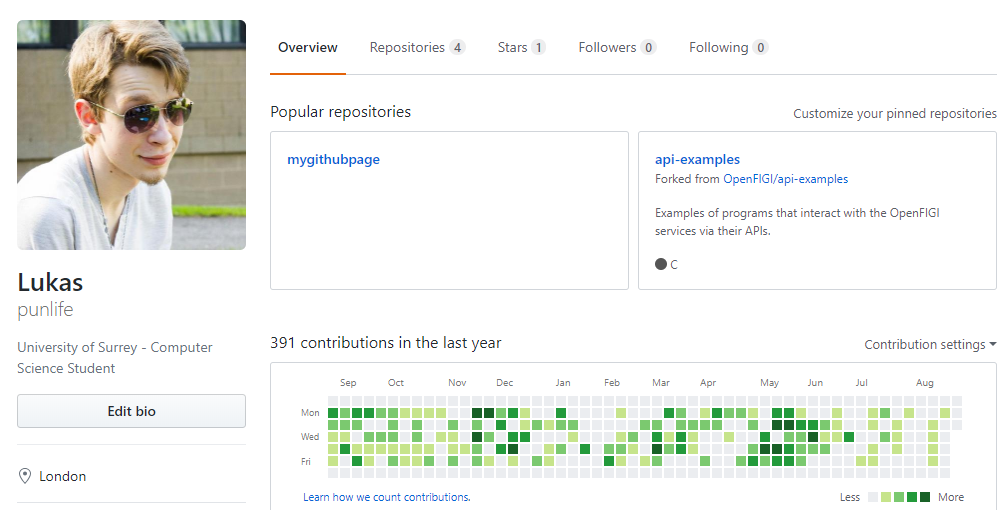 Overview Repositories 4 Stars 1 Followers 0 Following 0
Popular repositories Customize your pinned repositories
mygithubpage
api-examples
Forked from OpenFIGI/api-examples
Examples of programs that interact with the OpenFIGI
services via their APIs.
C
Lukas
punlife
University of Surrey - Computer
Science Student
Edit bio
London
391 contributions in the last year Contribution settings
Sep Oct Nov Dec Jan Feb Mar Apr May Jun Jul Aug
Mon
Wed
Fri
Learn how we count contributions. Less More